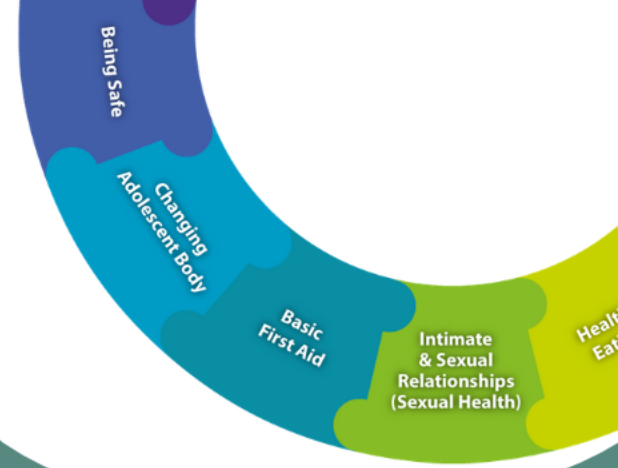 Being Safe
Changing
Adolescent Body
Basic
First Aid
Intimate
& Sexual
Relationships
(Sexual Health)